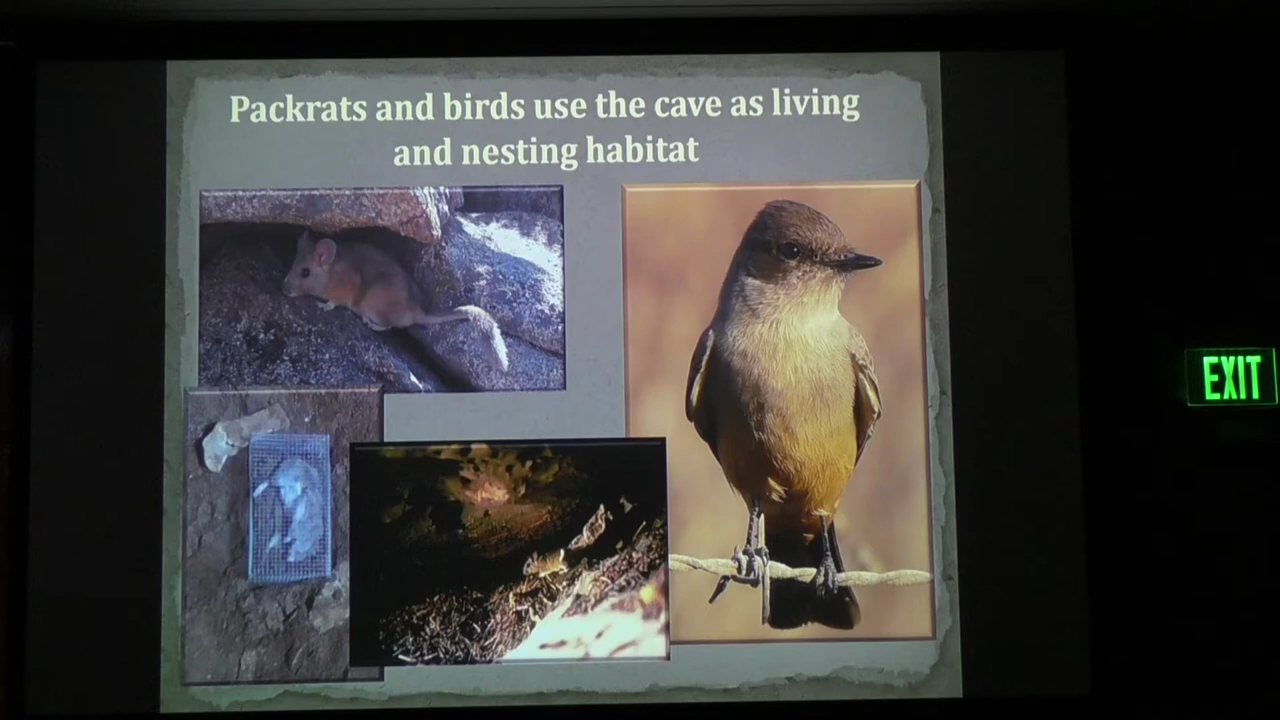 Packrats and birds use the cave as living
and nesting habitat
EXIT